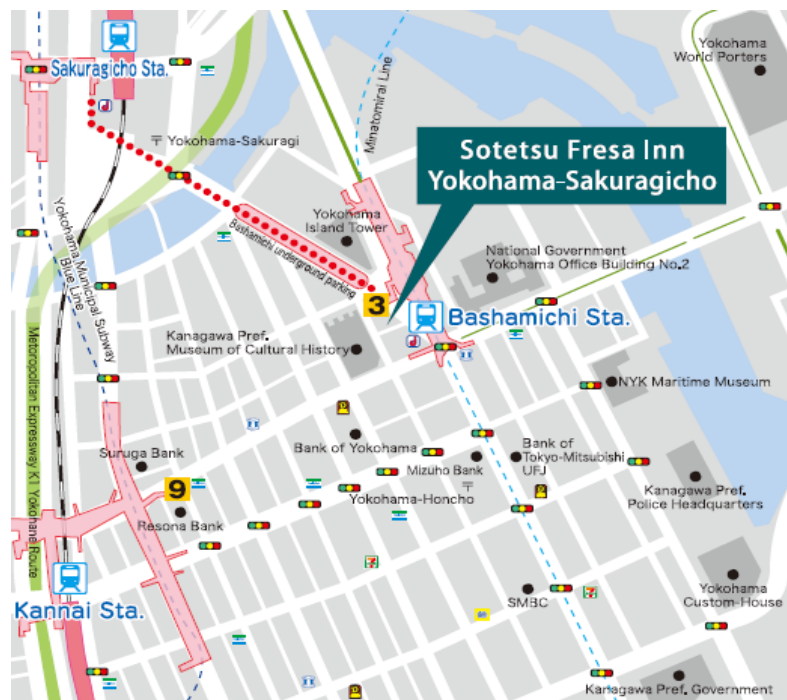 Sakuragicho Sta.
Yokohama
World Porters
〒 Yokohama-Sakuragi
Minatomirai Line
Sotetsu Fresa Inn
Yokohama-Sakuragicho
Yokohama
Island Tower
Bashamichi underground parking
National Government
Yokohama Office Building No.2
Yokohama Municipal Subway
Blue Line
Metoropolitan Expressway K1 Yokohane Route
3
Bashamichi Sta.
Kanagawa Pref.
Museum of Cultural History
NYK Maritime Museum
Suruga Bank
Bank of Yokohama
Mizuho Bank
〒
Bank of
Tokyo-Mitsubishi
UFJ
9
Yokohama-Honcho
Kanagawa Pref.
Police Headquarters
Resona Bank
7
Kannai Sta.
SMBC
7
Yokohama
Custom-House
Kanagawa Pref. Government